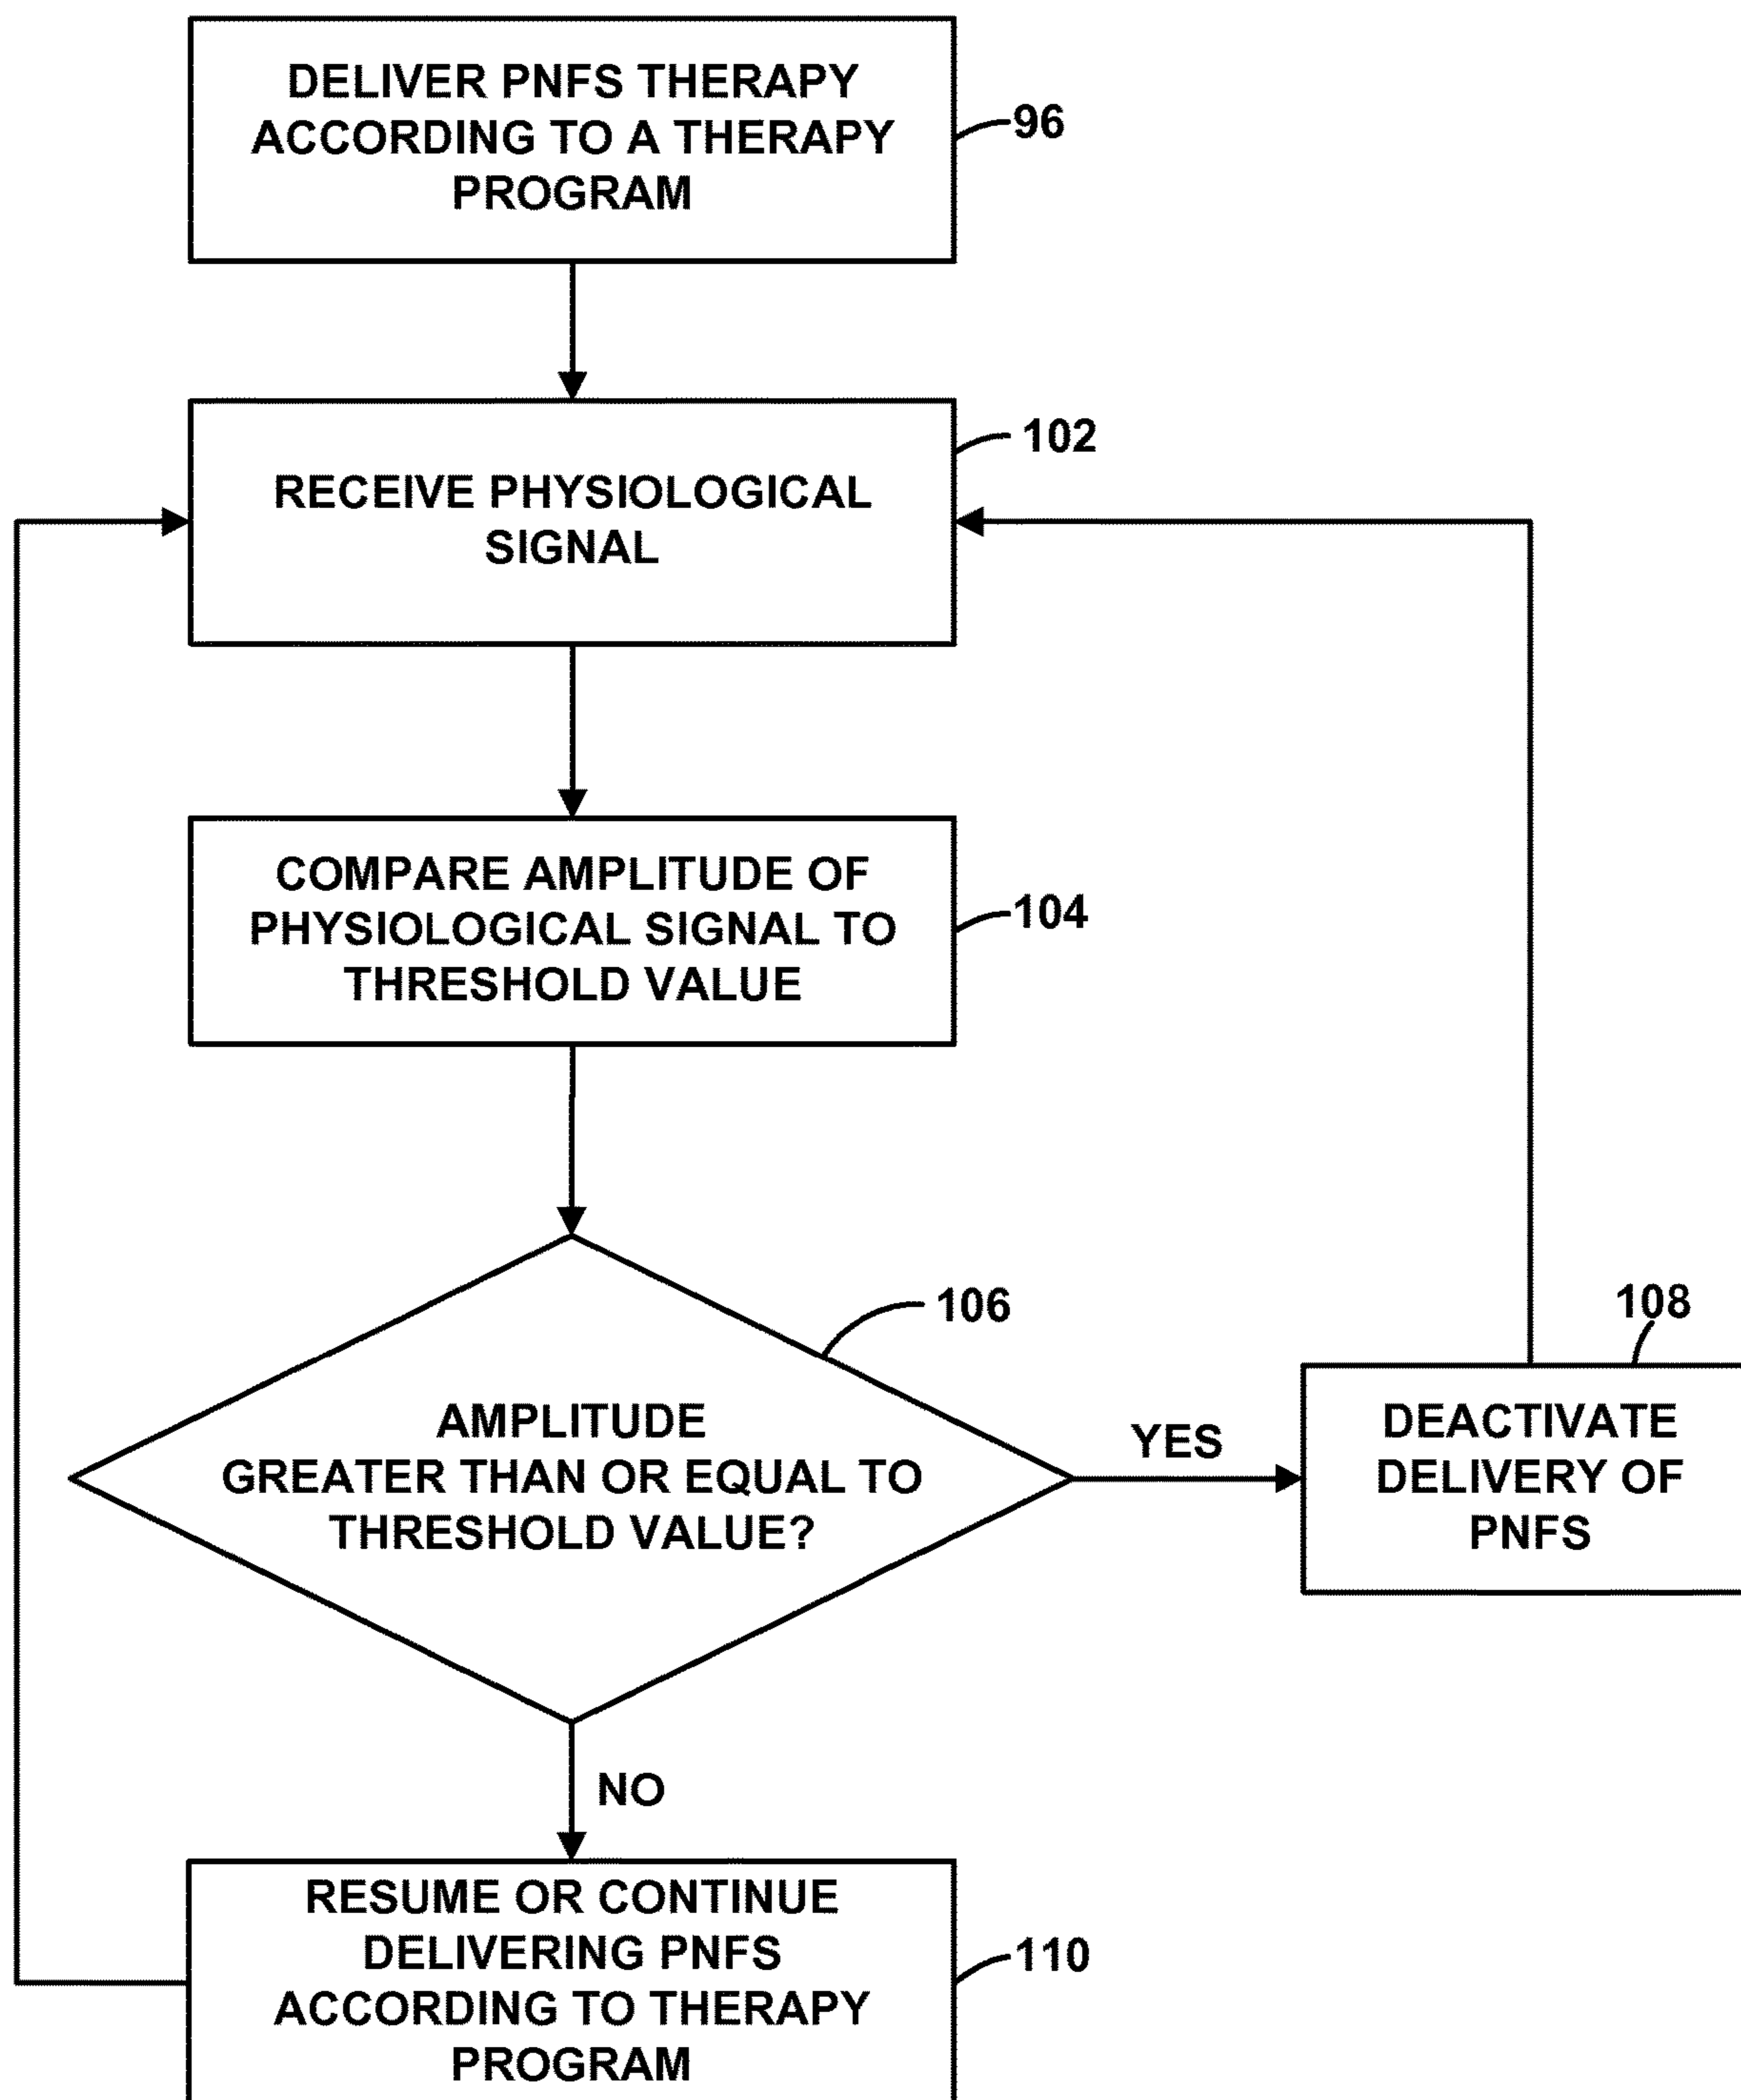 DELIVER PNFS THERAPY
ACCORDING TO A THERAPY
PROGRAM
96
RECEIVE PHYSIOLOGICAL
SIGNAL
102
COMPARE AMPLITUDE OF
PHYSIOLOGICAL SIGNAL TO
THRESHOLD VALUE
104
AMPLITUDE
GREATER THAN OR EQUAL TO
THRESHOLD VALUE?
106
YES
DEACTIVATE
DELIVERY OF
PNFS
108
NO
RESUME OR CONTINUE
DELIVERING PNFS
ACCORDING TO THERAPY
PROGRAM
110